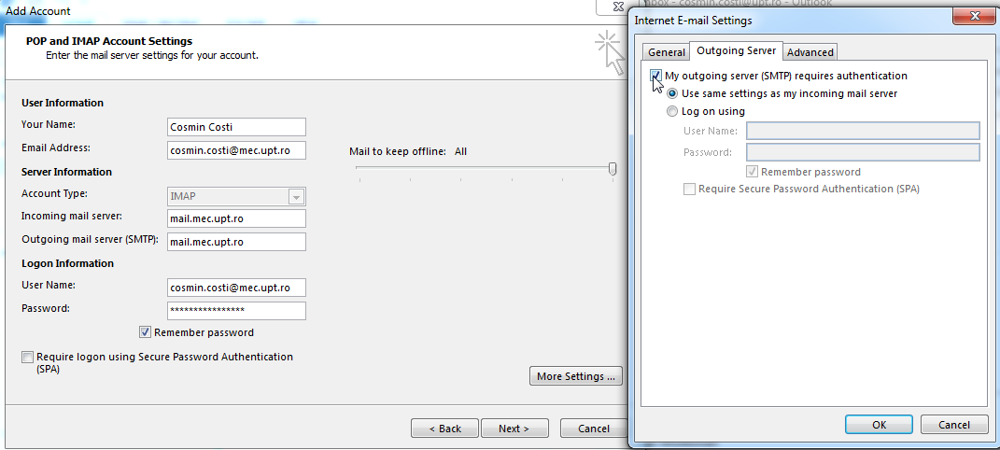 Add Account
POP and IMAP Account Settings
Enter the mail server settings for your account.
User Information
Your Name: Cosmin Costi
Email Address: cosmin.costi@mec.upt.ro
Mail to keep offline: All
Server Information
Account Type: IMAP
Incoming mail server: mail.mec.upt.ro
Outgoing mail server (SMTP): mail.mec.upt.ro
Logon Information
User Name: cosmin.costi@mec.upt.ro
Password: ****************
Remember password
Require logon using Secure Password Authentication
(SPA)
More Settings ...
< Back Next > Cancel
nbox - cosmin.costi@upt.ro - Outlook
Internet E-mail Settings
General Outgoing Server Advanced
My outgoing server (SMTP) requires authentication
Use same settings as my incoming mail server
Log on using
User Name:
Password:
Remember password
Require Secure Password Authentication (SPA)
OK Cancel